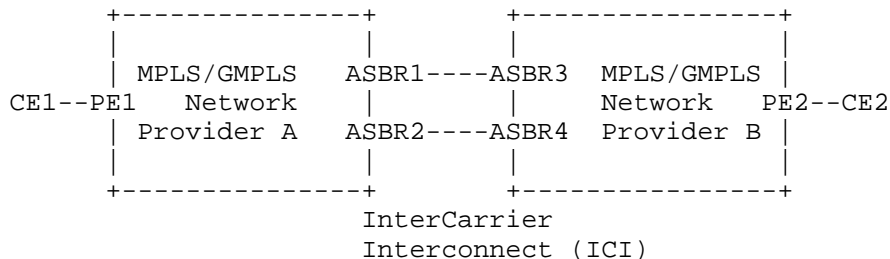 +---------------+        +---------------+
|               |        |               |
| MPLS/GMPLS   ASBR1----ASBR3  MPLS/GMPLS |
CE1--PE1   Network    |        |     Network   PE2--CE2
| Provider A   ASBR2----ASBR4  Provider B |
|               |        |               |
+---------------+        +---------------+
InterCarrier
Interconnect (ICI)